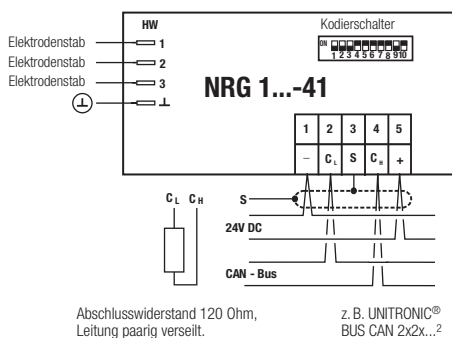 HW
Kodierschalter
Elektrodenstab 1
ON
1 2 3 4 5 6 7 8 9 10
Elektrodenstab 2
Elektrodenstab 3
NRG 1...-41
1 2 3 4 5
– CL S CH +
CL CH
S
24V DC
CAN - Bus
Abschlusswiderstand 120 Ohm,
Leitung paarig verseilt.
z. B. UNITRONIC®
BUS CAN 2x2x...²